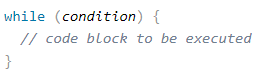 while (condition) {
  // code block to be executed
}